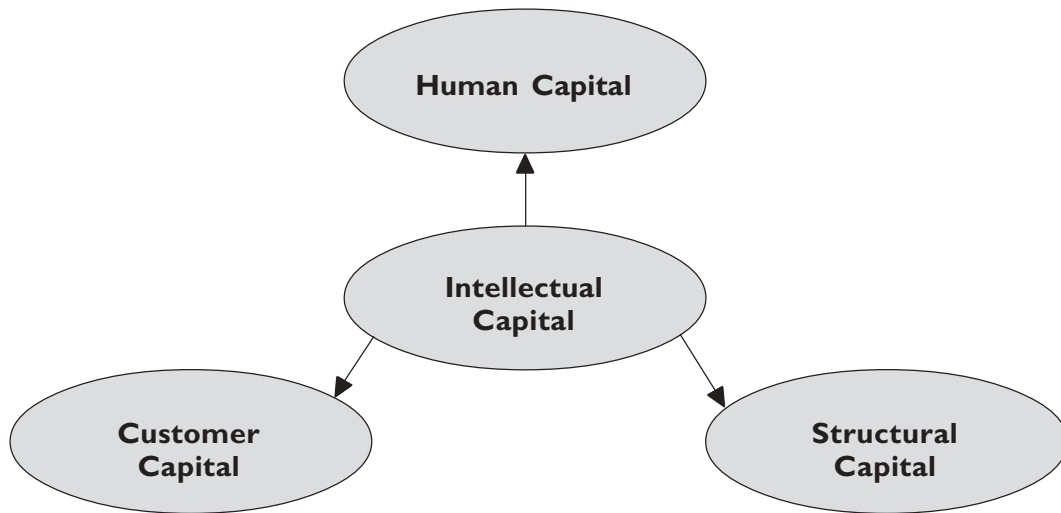 Human Capital
Intellectual
Capital
Customer
Capital
Structural
Capital